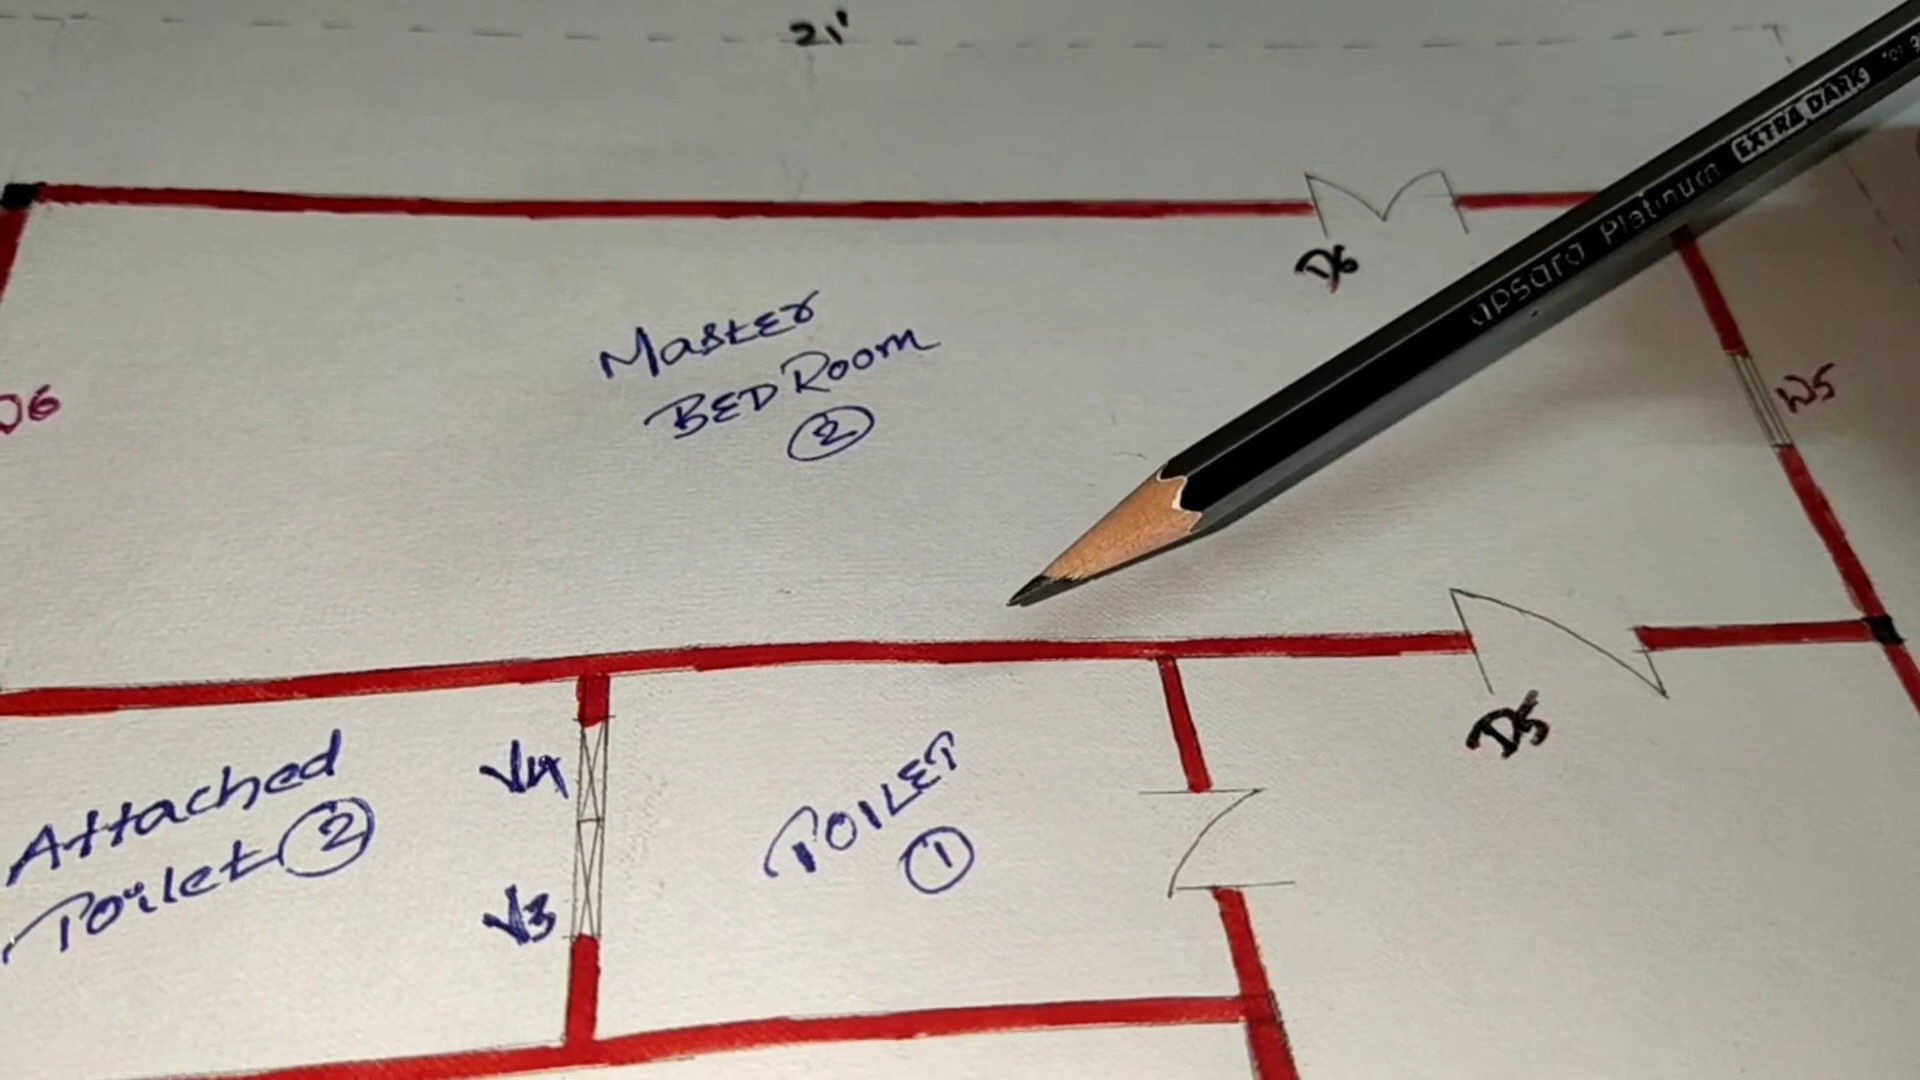 21'
D6
Master
BED Room
2
W5
apsara Platinum EXTRA DARK
D5
Attached
Toilet 2
V4
V3
TOILET
1